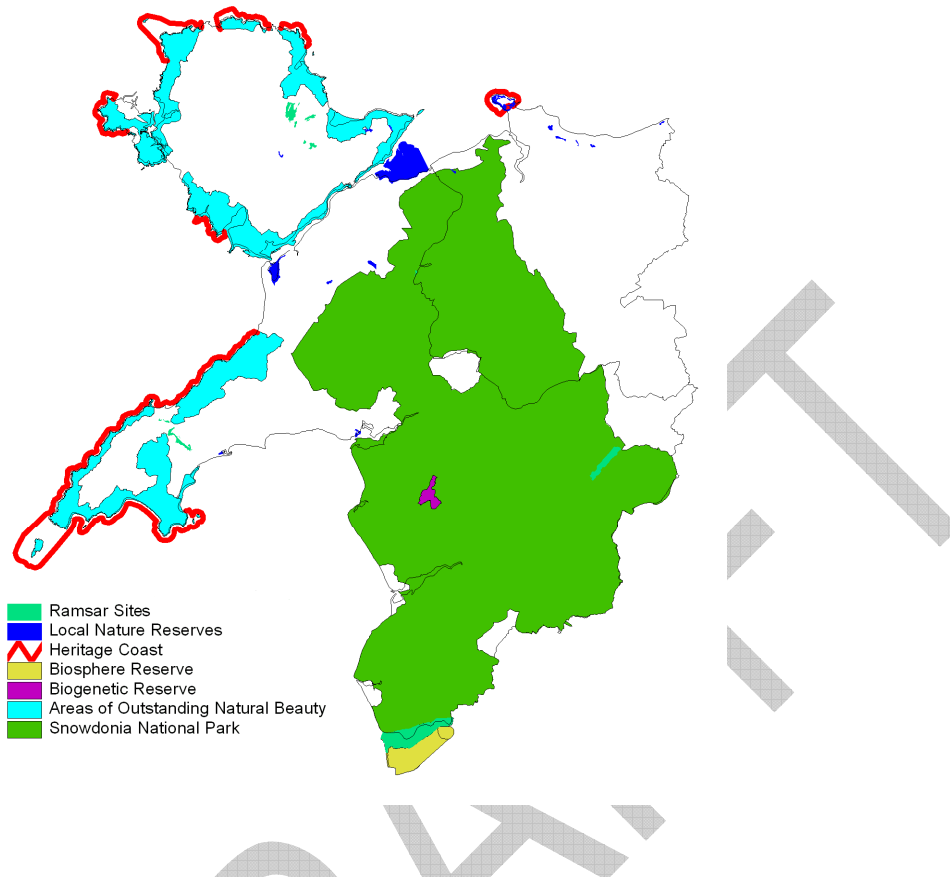 Ramsar Sites
Local Nature Reserves
Heritage Coast
Biosphere Reserve
Biogenetic Reserve
Areas of Outstanding Natural Beauty
Snowdonia National Park